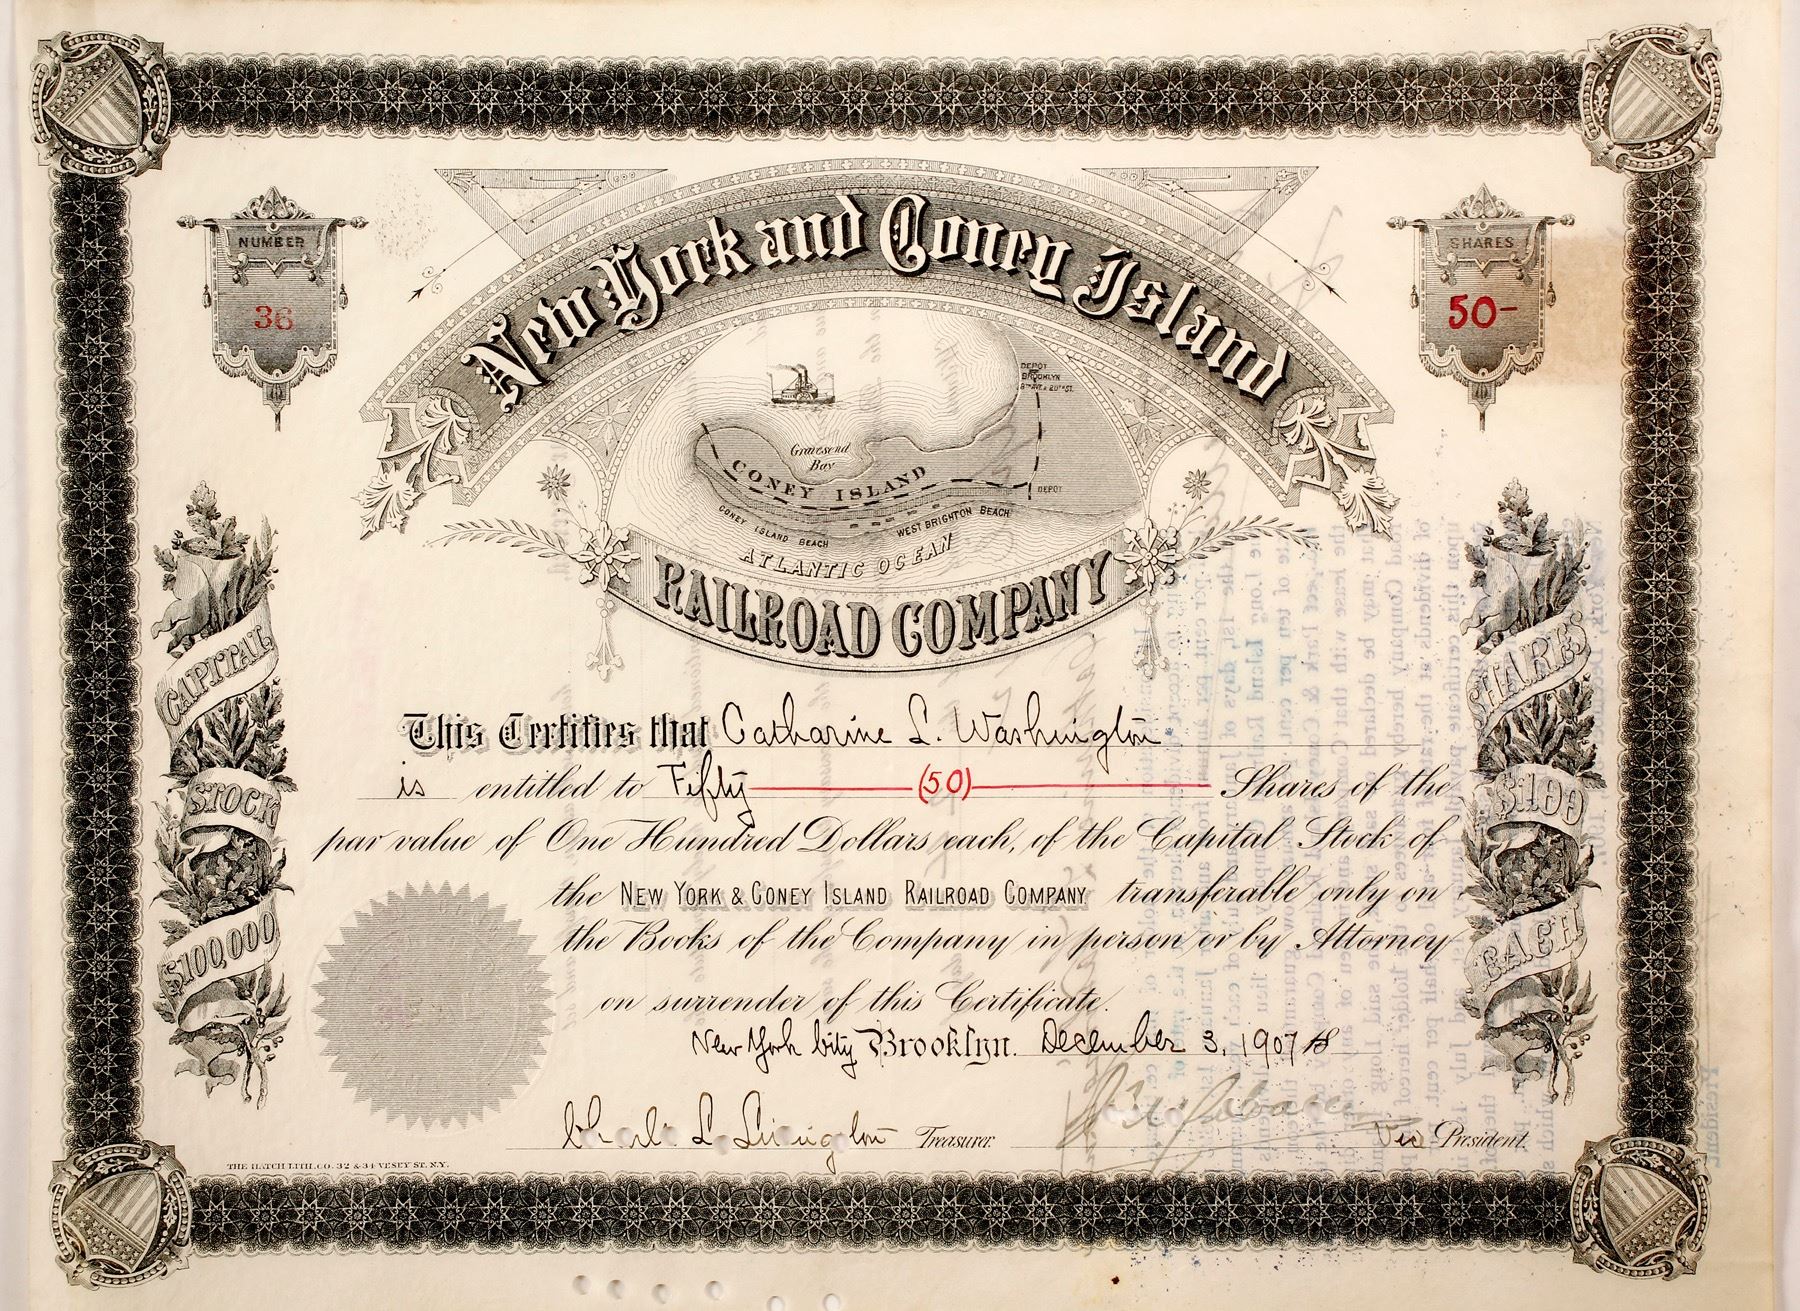 NUMBER
36
SHARES
50-
New York and Coney Island
DEPOT
BROOKLYN
9TH AVE. & 20TH ST.
Gravesend
Bay
CONEY ISLAND
DEPOT
CONEY ISLAND BEACH
WEST BRIGHTON BEACH
ATLANTIC OCEAN
RAILROAD COMPANY
CAPITAL
STOCK
$100,000
SHARES
$100
EACH
This Certifies that Catharine L. Washington
is entitled to Fifty (50) Shares of the
par value of One Hundred Dollars each, of the Capital Stock of
the NEW YORK & CONEY ISLAND RAILROAD COMPANY transferable only on
the Books of the Company in person or by Attorney
on surrender of this Certificate.
New York City Brooklyn. December 3, 1907 18
Treasurer.
Vice President.
THE HATCH LITH. CO. 32 & 34 VESEY ST. N.Y.